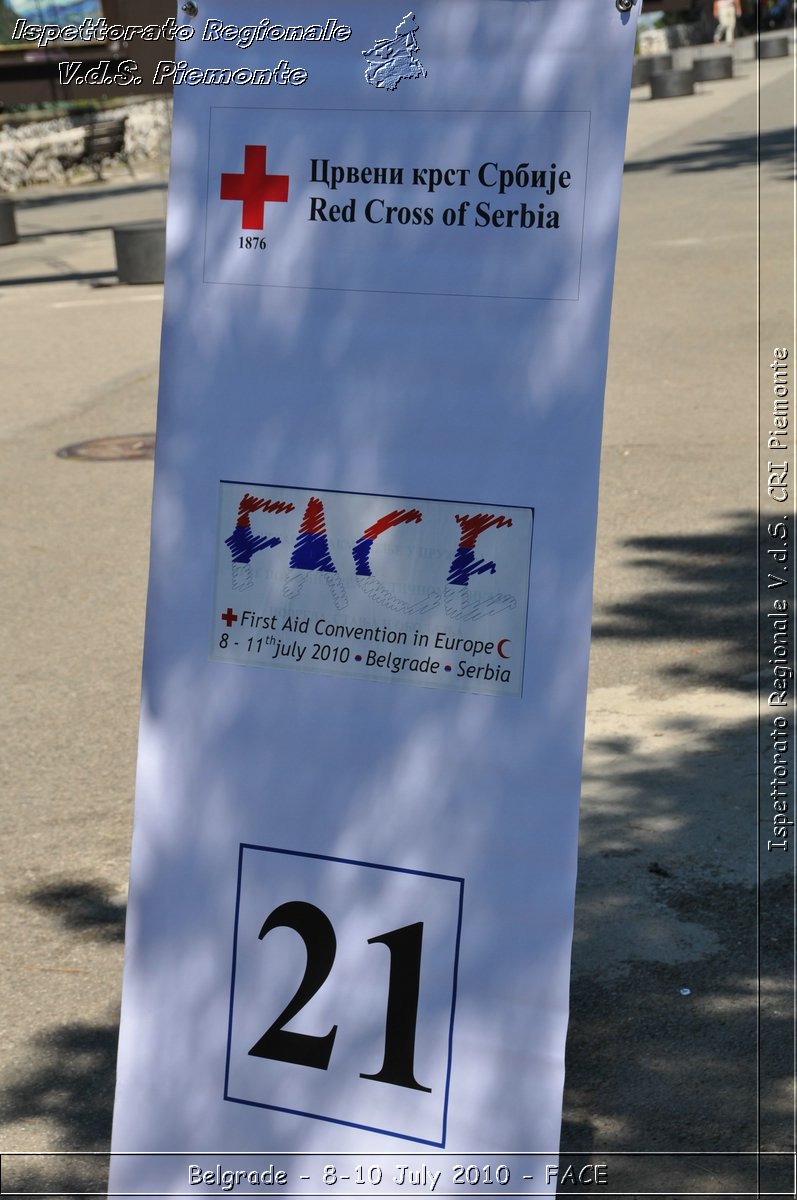 Ispettorato Regionale
V.d.S. Piemonte
Црвени крст Србије
Red Cross of Serbia
1876
FACE
First Aid Convention in Europe
8 - 11th july 2010 • Belgrade • Serbia
21
Ispettorato Regionale V.d.S. CRI Piemonte
Belgrade - 8-10 July 2010 - FACE